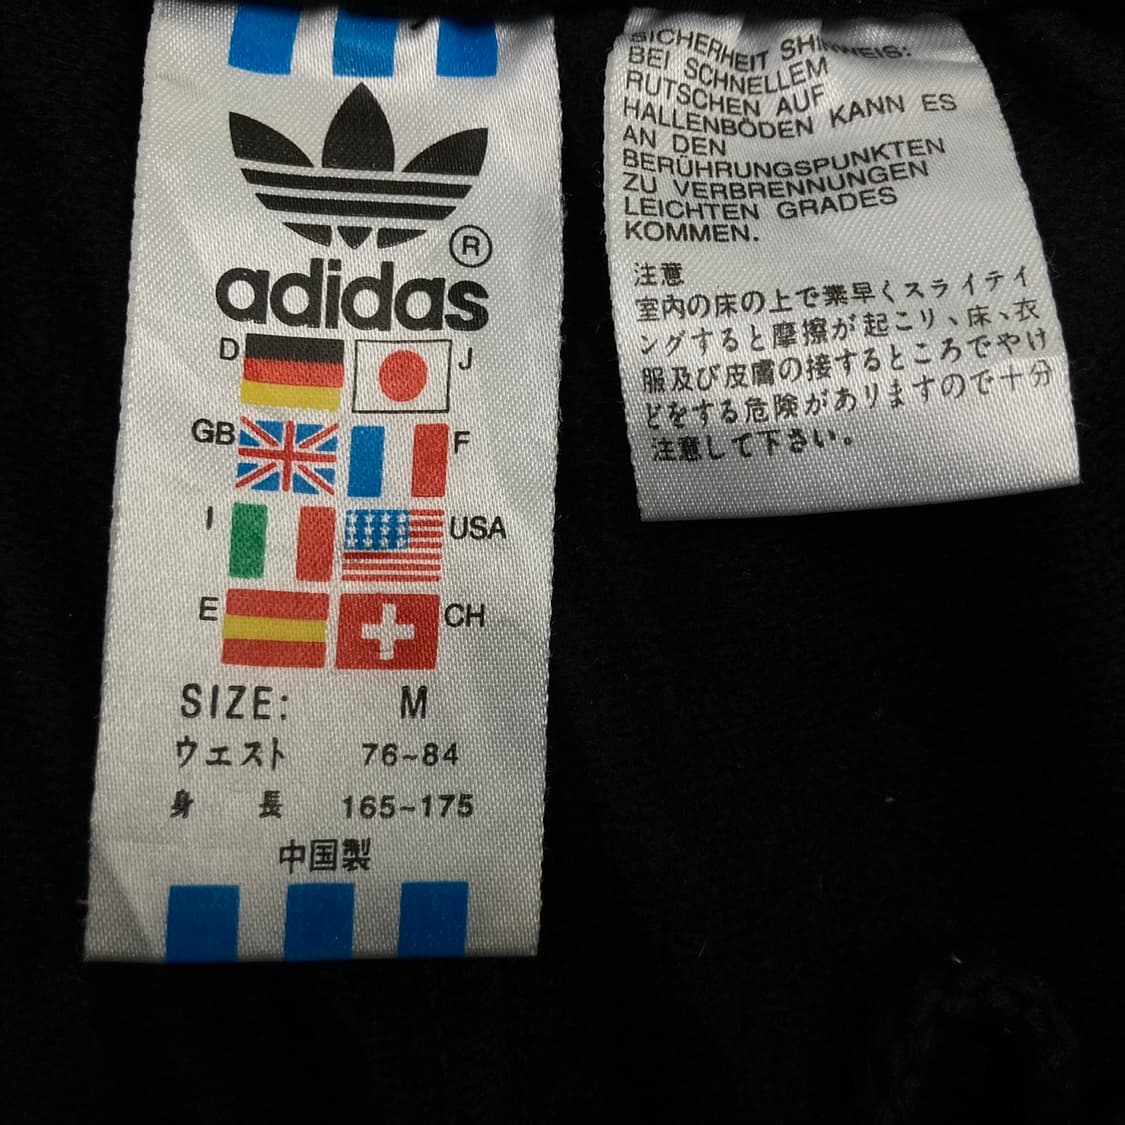 ®
adidas
D J
GB F
I USA
E CH
SIZE: M
ウェスト 76~84
身 長 165~175
中国製
SICHERHEIT SHINWEIS:
BEI SCHNELLEM
RUTSCHEN AUF
HALLENBÖDEN KANN ES
AN DEN
BERÜHRUNGSPUNKTEN
ZU VERBRENNUNGEN
LEICHTEN GRADES
KOMMEN.
注意
室内の床の上で素早くスライテイ
ングすると摩擦が起こり、床、衣
服及び皮膚の接するところでやけ
どをする危険がありますので十分
注意して下さい。